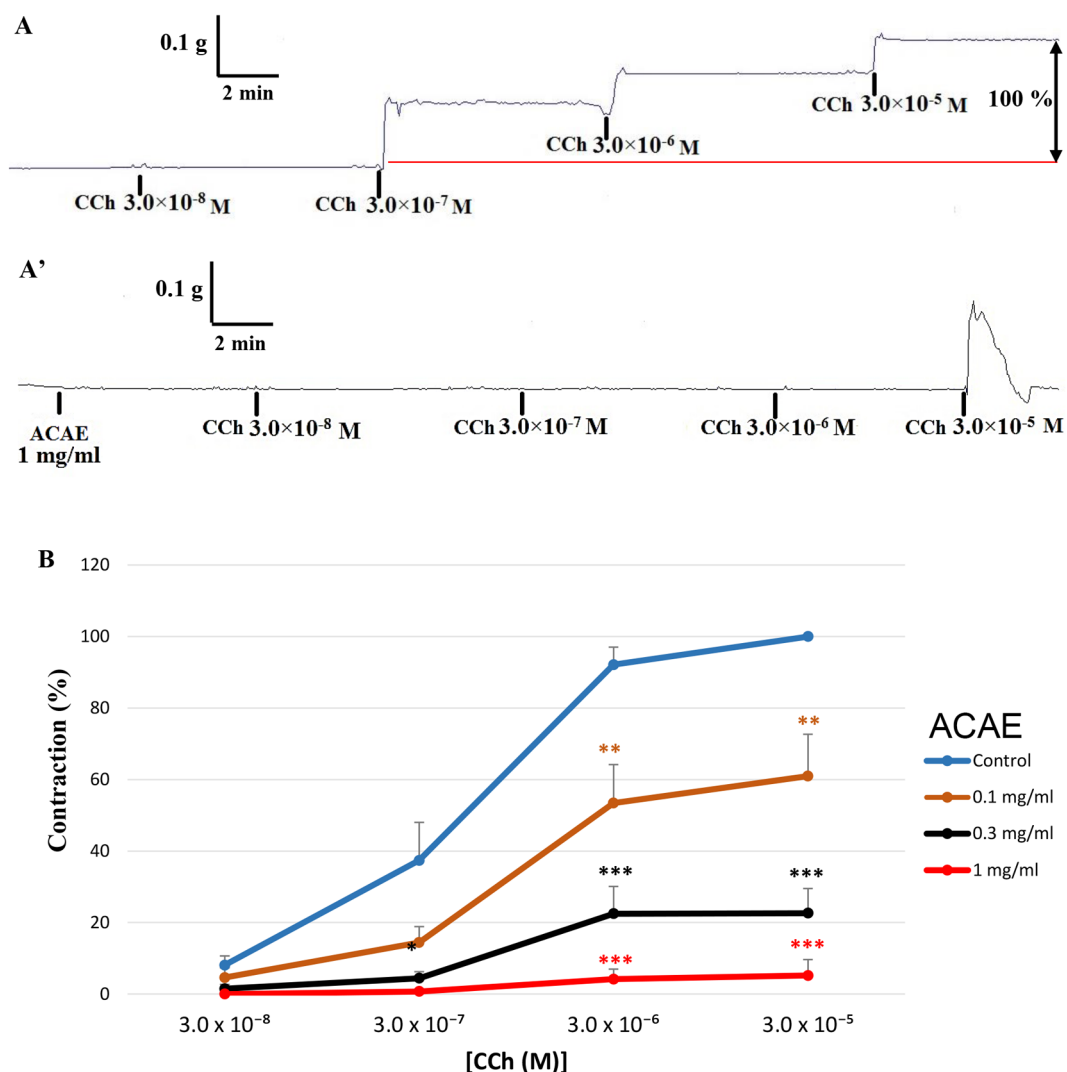 A
0.1 g
2 min
CCh 3.0×10⁻⁸ M
CCh 3.0×10⁻⁷ M
CCh 3.0×10⁻⁶ M
CCh 3.0×10⁻⁵ M
100 %
A’
0.1 g
2 min
ACAE
1 mg/ml
CCh 3.0×10⁻⁸ M
CCh 3.0×10⁻⁷ M
CCh 3.0×10⁻⁶ M
CCh 3.0×10⁻⁵ M
B
Contraction (%)
120
100
80
60
40
20
0
**
**
***
***
*
***
***
3.0 x 10⁻⁸
3.0 x 10⁻⁷
3.0 x 10⁻⁶
3.0 x 10⁻⁵
[CCh (M)]
ACAE
Control
0.1 mg/ml
0.3 mg/ml
1 mg/ml